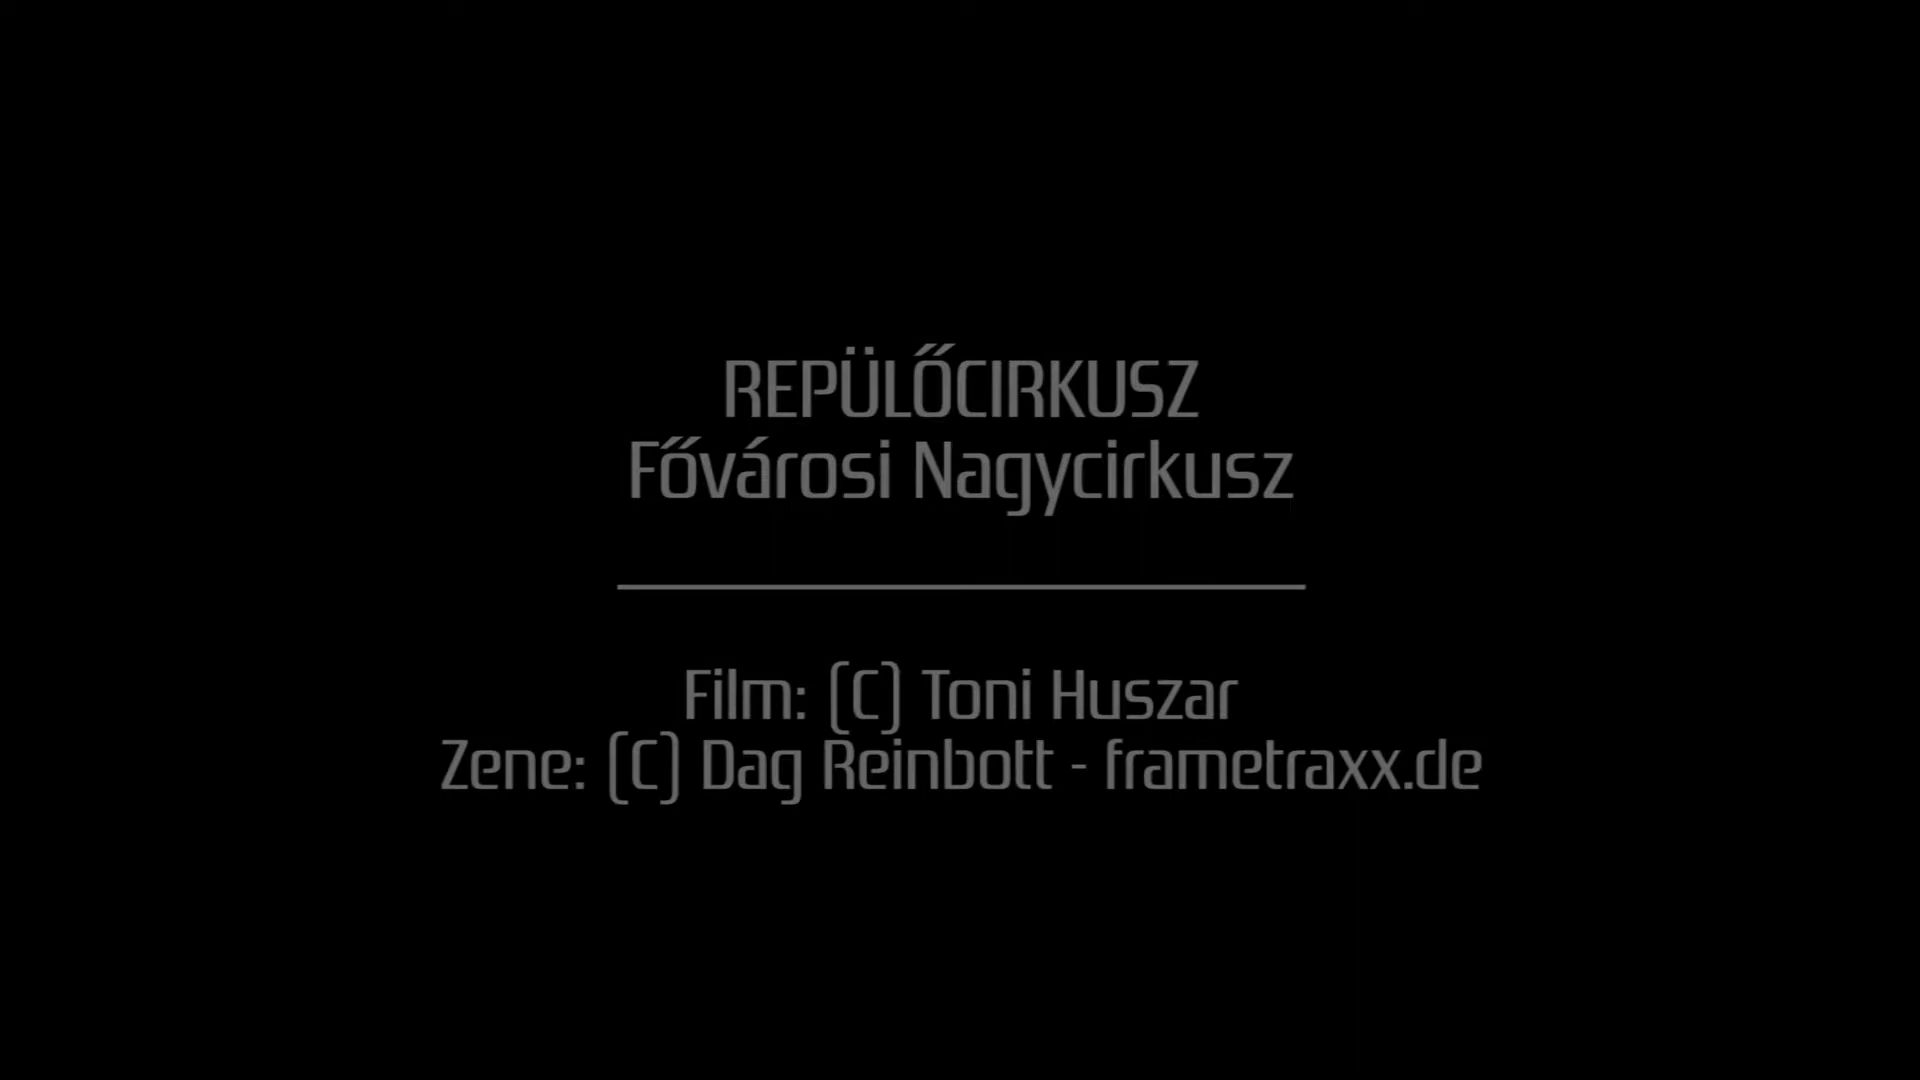 REPÜLŐCIRKUSZ
Fővárosi Nagycirkusz
Film: (C) Toni Huszar
Zene: (C) Dag Reinbott - frametraxx.de